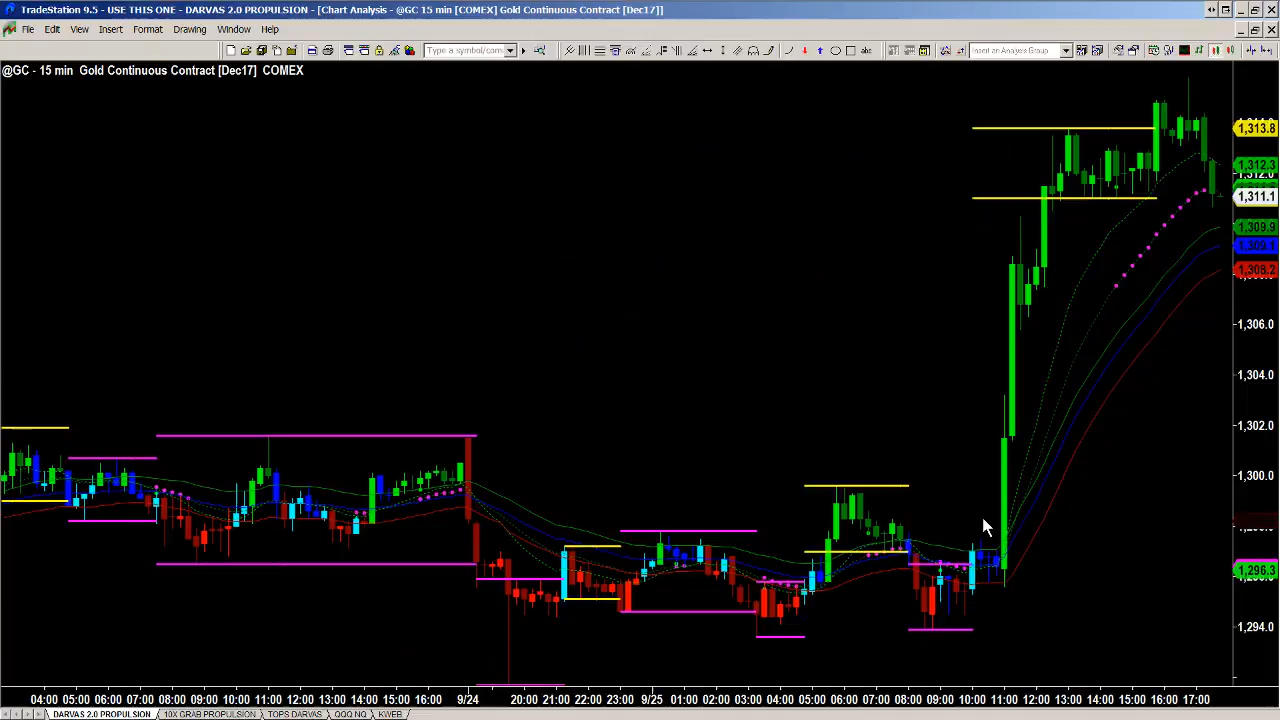 TradeStation 9.5 - USE THIS ONE - DARVAS 2.0 PROPULSION - [Chart Analysis - @GC 15 min [COMEX] Gold Continuous Contract [Dec17]]
File Edit View Insert Format Drawing Window Help
Type a symbol/com
Insert an Analysis Group
abc
@GC - 15 min Gold Continuous Contract [Dec17] COMEX
1,313.8
1,312.3
1,312.0
1,311.1
1,309.9
1,309.1
1,308.2
1,306.0
1,304.0
1,302.0
1,300.0
1,296.3
1,294.0
04:00 05:00 06:00 07:00 08:00 09:00 10:00 11:00 12:00 13:00 14:00 15:00 16:00 9/24 20:00 21:00 22:00 23:00 9/25 01:00 02:00 03:00 04:00 05:00 06:00 07:00 08:00 09:00 10:00 11:00 12:00 13:00 14:00 15:00 16:00 17:00
DARVAS 2.0 PROPULSION 10X GRAB PROPULSION TOPS DARVAS QQQ NQ KWEB